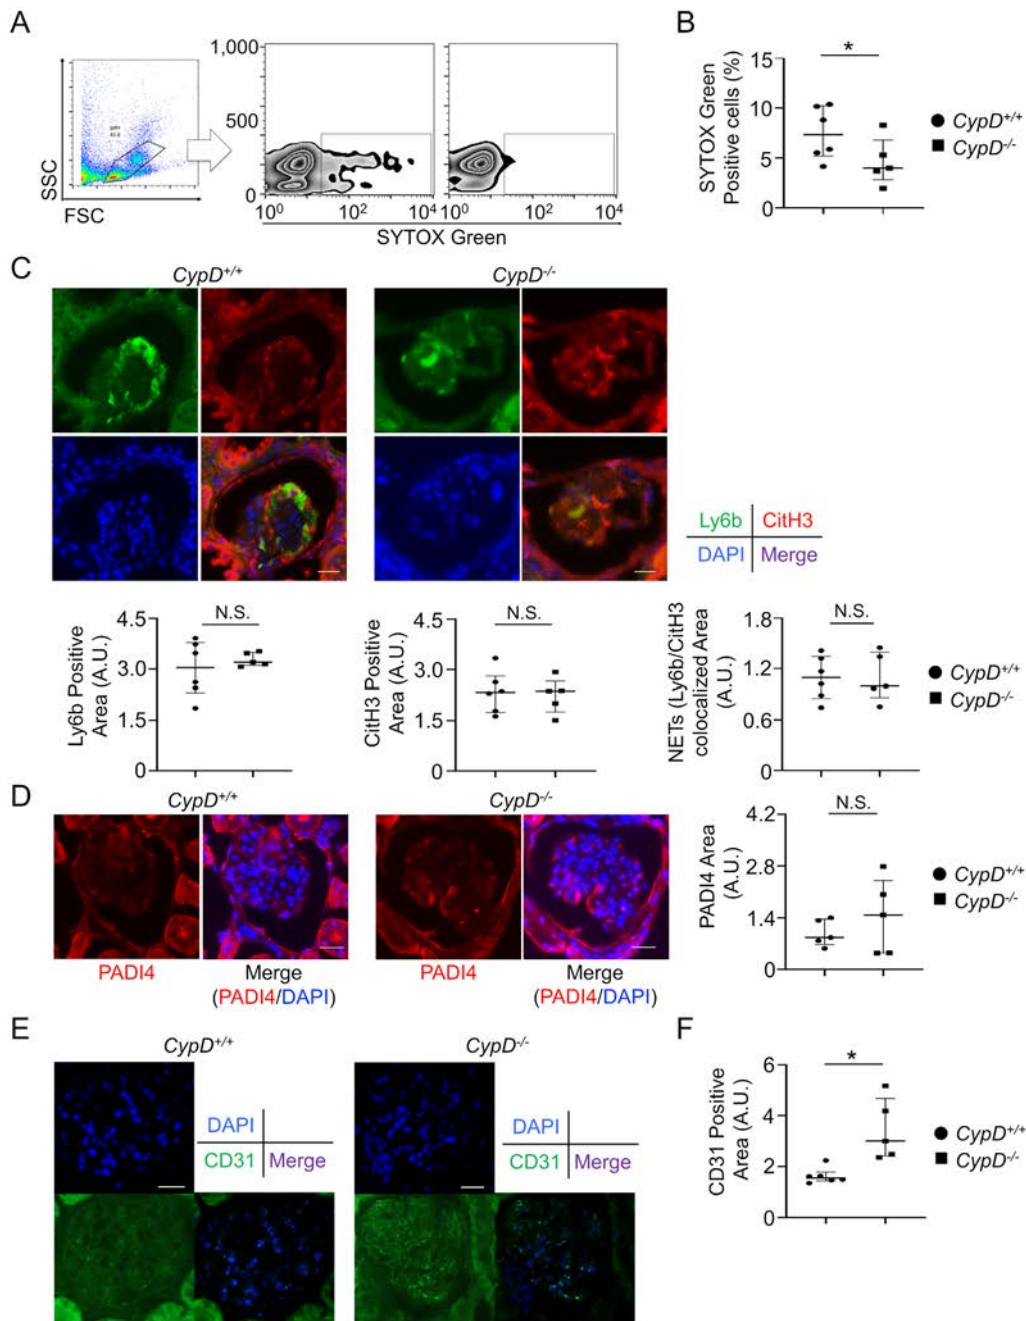 A
SSC
FSC
1,000
500
0
10⁰ 10² 10⁴
10⁰ 10² 10⁴
SYTOX Green
B
SYTOX Green
Positive cells (%)
15
10
5
0
*
CypD+/+
CypD-/-
C
CypD+/+
CypD-/-
Ly6b CitH3
DAPI Merge
Ly6b Positive
Area (A.U.)
4.5
3.0
1.5
0
N.S.
CitH3 Positive
Area (A.U.)
4.5
3.0
1.5
0
N.S.
NETs (Ly6b/CitH3
colocalized Area
(A.U.)
1.8
1.2
0.6
0
N.S.
CypD+/+
CypD-/-
D
CypD+/+
CypD-/-
PADI4
Merge
(PADI4/DAPI)
PADI4
Merge
(PADI4/DAPI)
PADI4 Area
(A.U.)
4.2
2.8
1.4
0
N.S.
CypD+/+
CypD-/-
E
CypD+/+
CypD-/-
DAPI
CD31 Merge
DAPI
CD31 Merge
F
CD31 Positive
Area (A.U.)
6
4
2
0
*
CypD+/+
CypD-/-